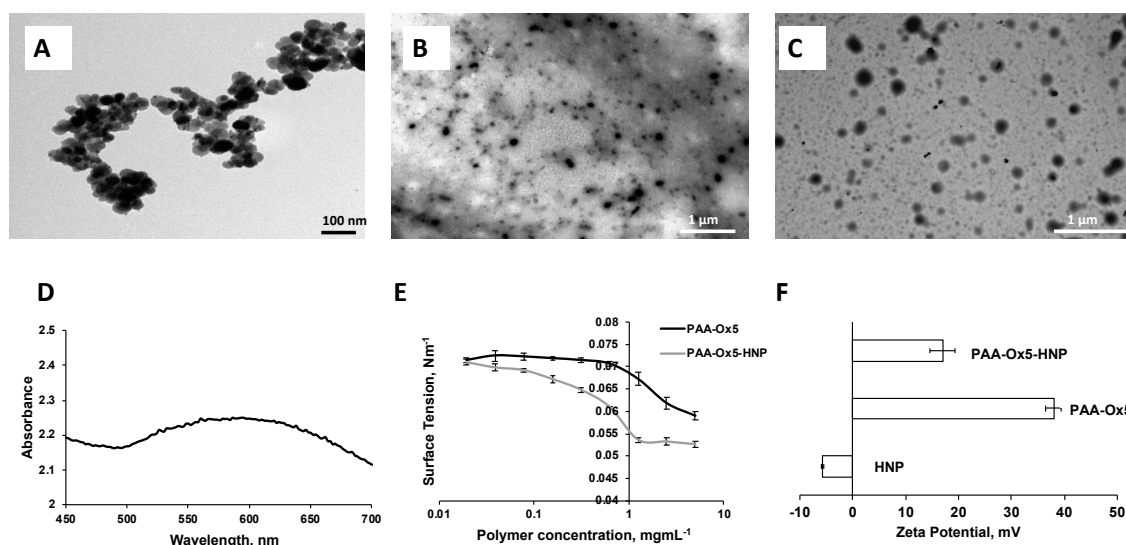 A
100 nm
B
1 μm
C
1 μm
D
2.5
2.4
2.3
2.2
2.1
2
Absorbance
450
500
550
600
650
700
Wavelength, nm
E
0.08
0.075
0.07
0.065
0.06
0.055
0.05
0.045
0.04
PAA-Ox5
PAA-Ox5-HNP
Surface Tension, Nm-1
0.01
0.1
1
10
Polymer concentration, mgmL-1
F
PAA-Ox5-HNP
PAA-Ox5
HNP
-10
0
10
20
30
40
50
Zeta Potential, mV